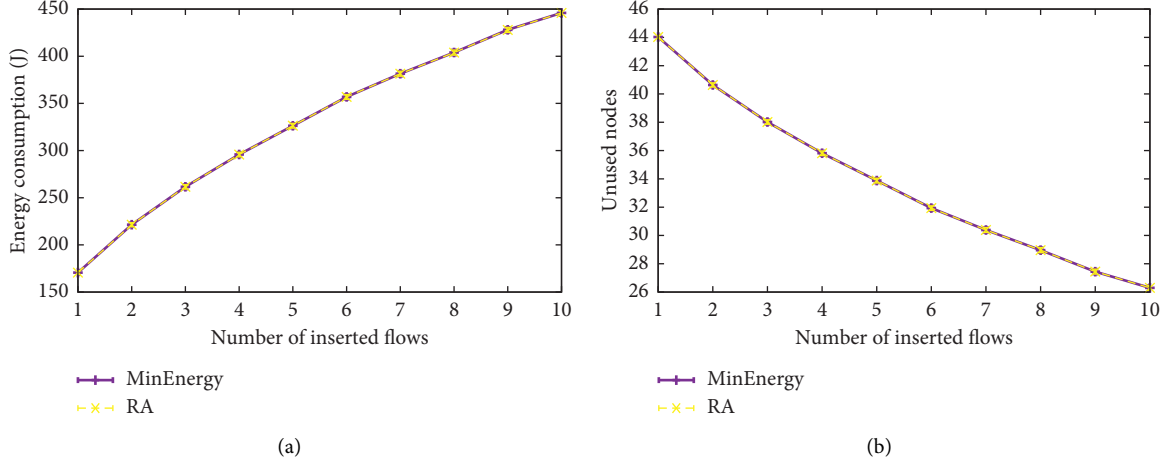 450
400
350
300
250
200
150
Energy consumption (J)
1 2 3 4 5 6 7 8 9 10
Number of inserted flows
MinEnergy
RA
(a)
44
42
40
38
36
34
32
30
28
26
Unused nodes
1 2 3 4 5 6 7 8 9 10
Number of inserted flows
MinEnergy
RA
(b)